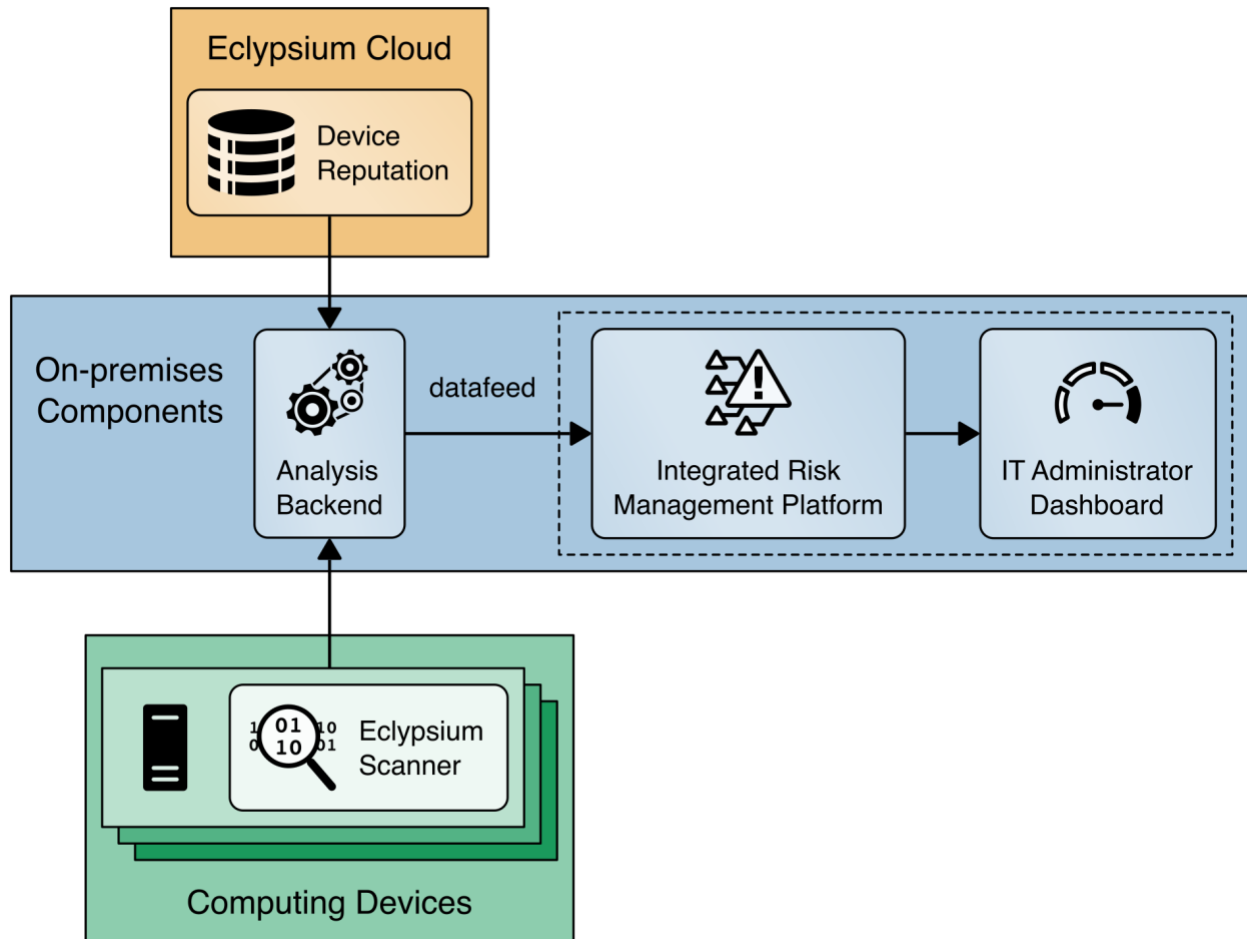 Eclypsium Cloud
Device
Reputation
On-premises
Components
Analysis
Backend
datafeed
!
Integrated Risk
Management Platform
IT Administrator
Dashboard
1 01 10
0 10 01
Eclypsium
Scanner
Computing Devices